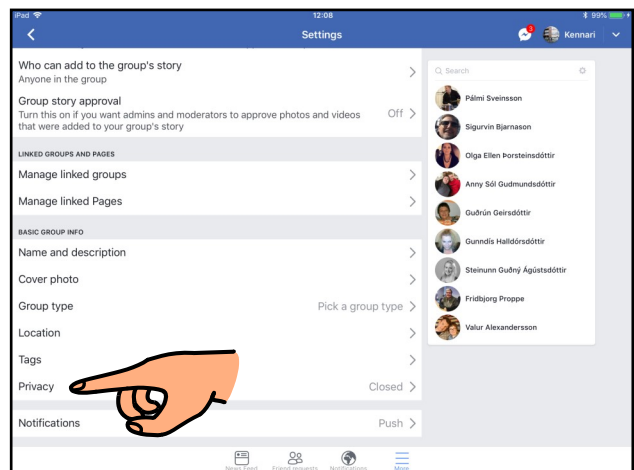 iPad 12:08 99%
Settings
Kennari
Who can add to the group's story
Anyone in the group
Group story approval
Turn this on if you want admins and moderators to approve photos and videos
that were added to your group's story
Off
LINKED GROUPS AND PAGES
Manage linked groups
Manage linked Pages
BASIC GROUP INFO
Name and description
Cover photo
Group type Pick a group type
Location
Tags
Privacy Closed
Notifications Push
Search
Pálmi Sveinsson
Sigurvin Bjarnason
Olga Ellen Þorsteinsdóttir
Anny Sól Gudmundsdóttir
Guðrún Geirsdóttir
Gunndís Halldórsdóttir
Steinunn Guðný Ágústsdóttir
Fridbjorg Proppe
Valur Alexandersson
News Feed Friend requests Notifications More